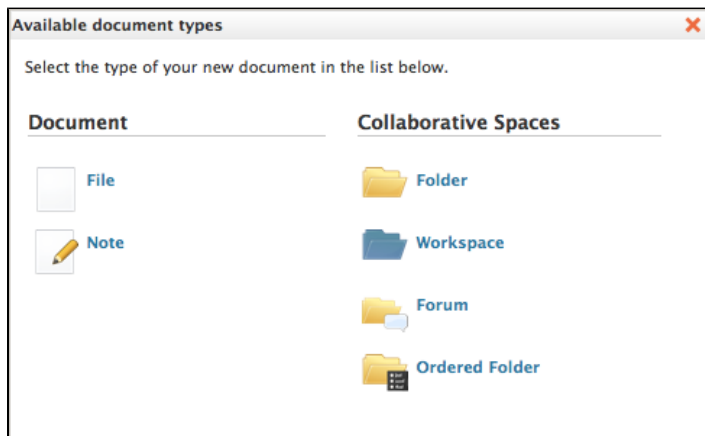 Available document types
Select the type of your new document in the list below.
Document
File
Note
Collaborative Spaces
Folder
Workspace
Forum
Ordered Folder